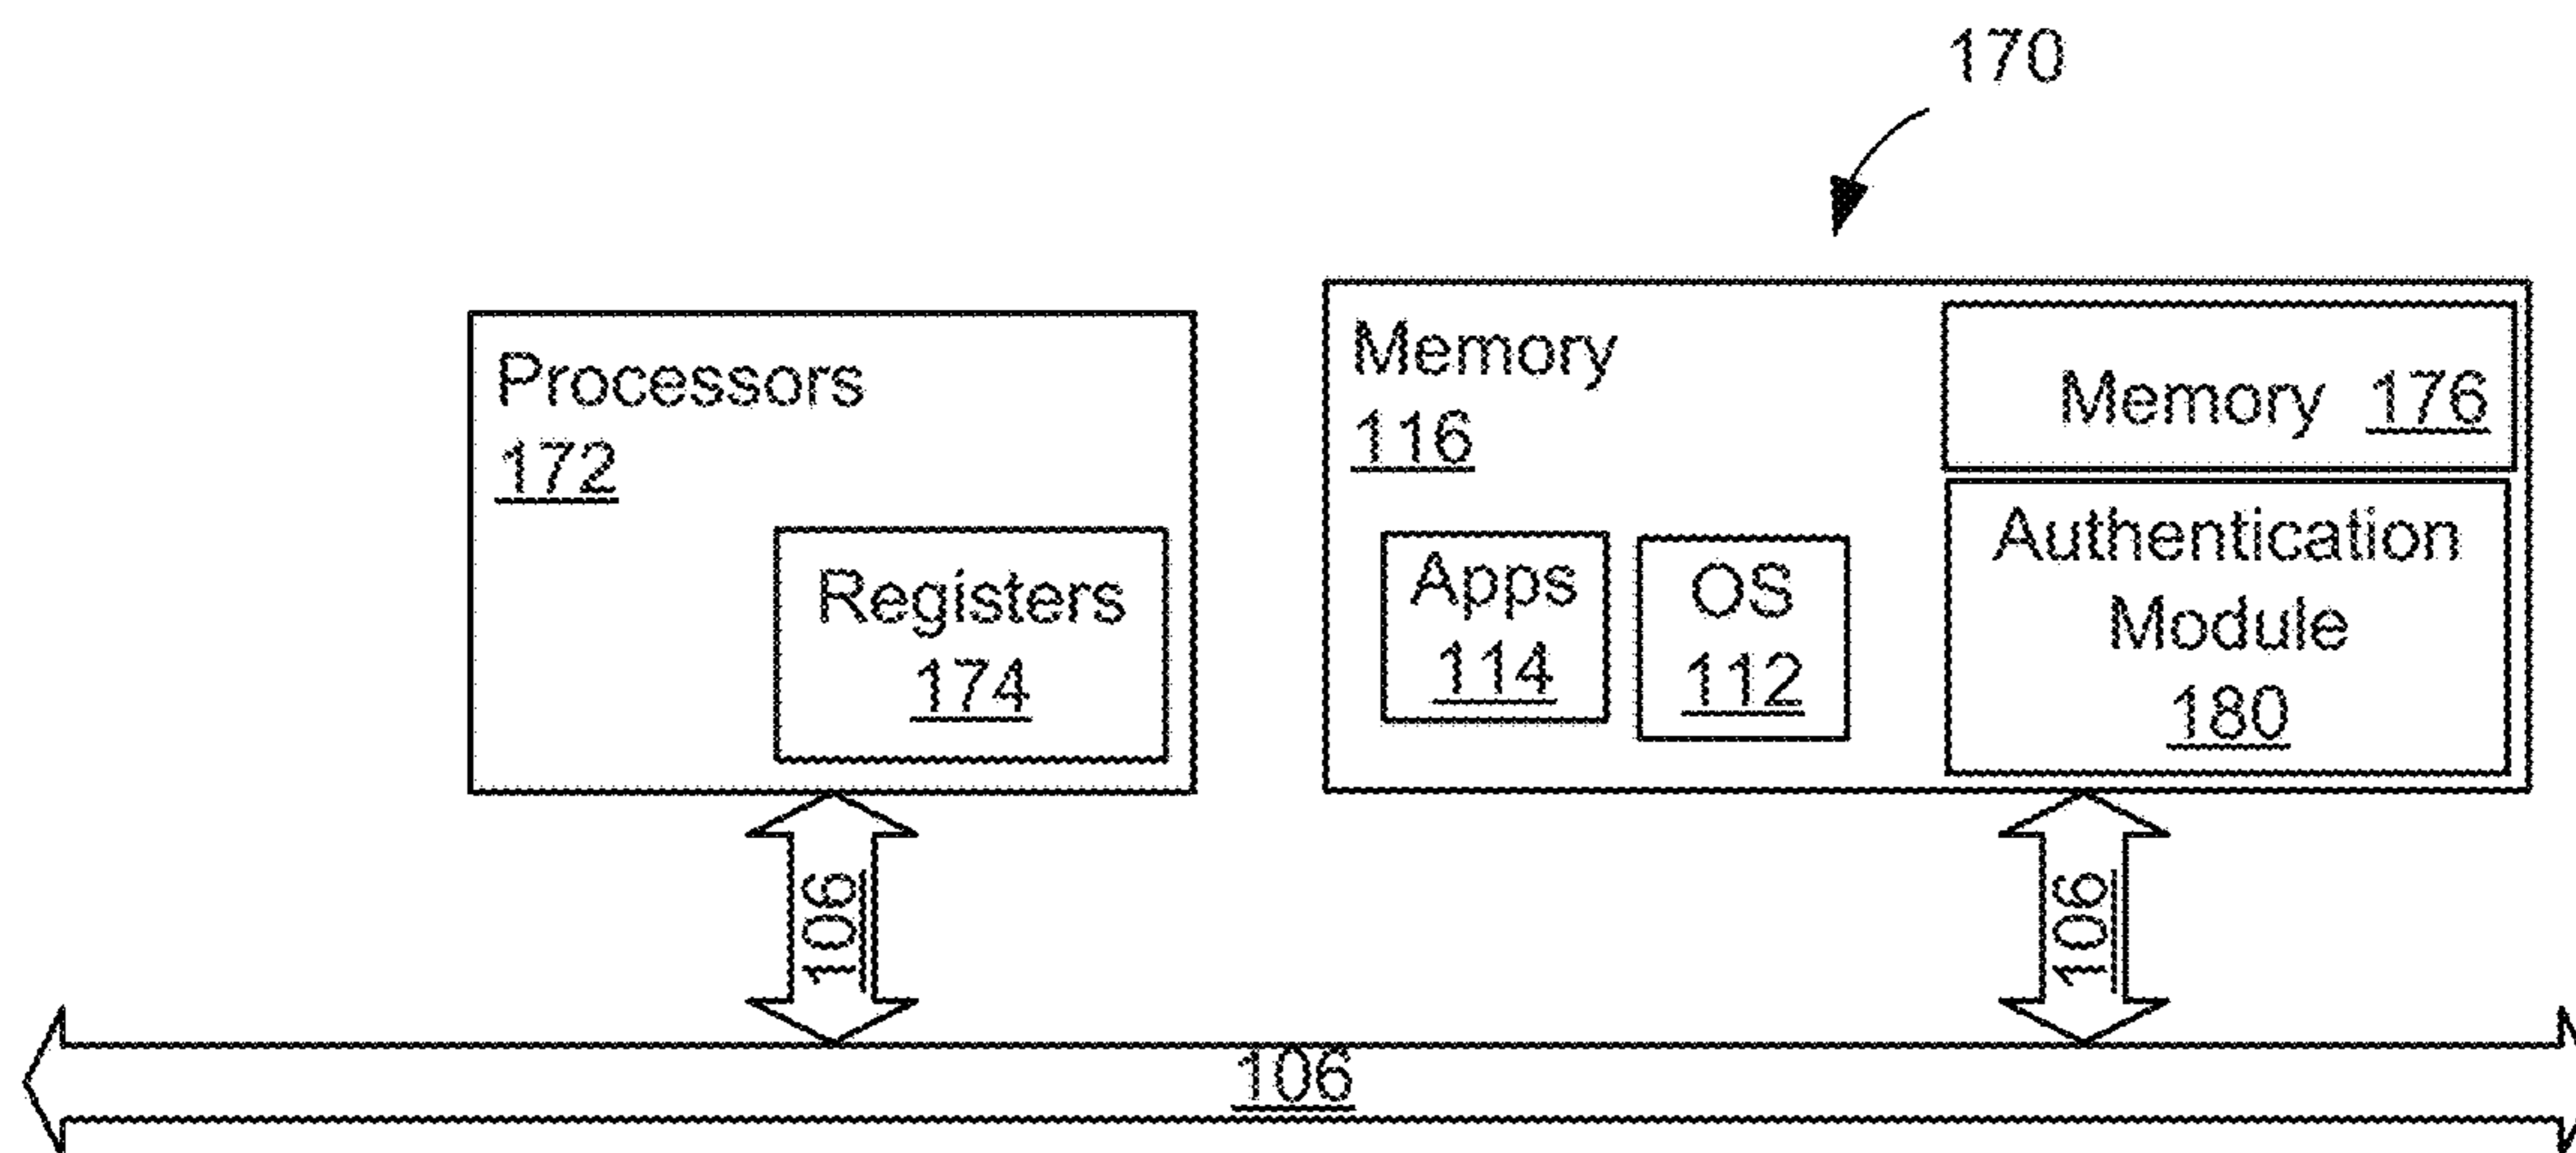 170
Processors
172
Registers
174
Memory
116
Memory 176
Apps
114
OS
112
Authentication
Module
180
106
106
106